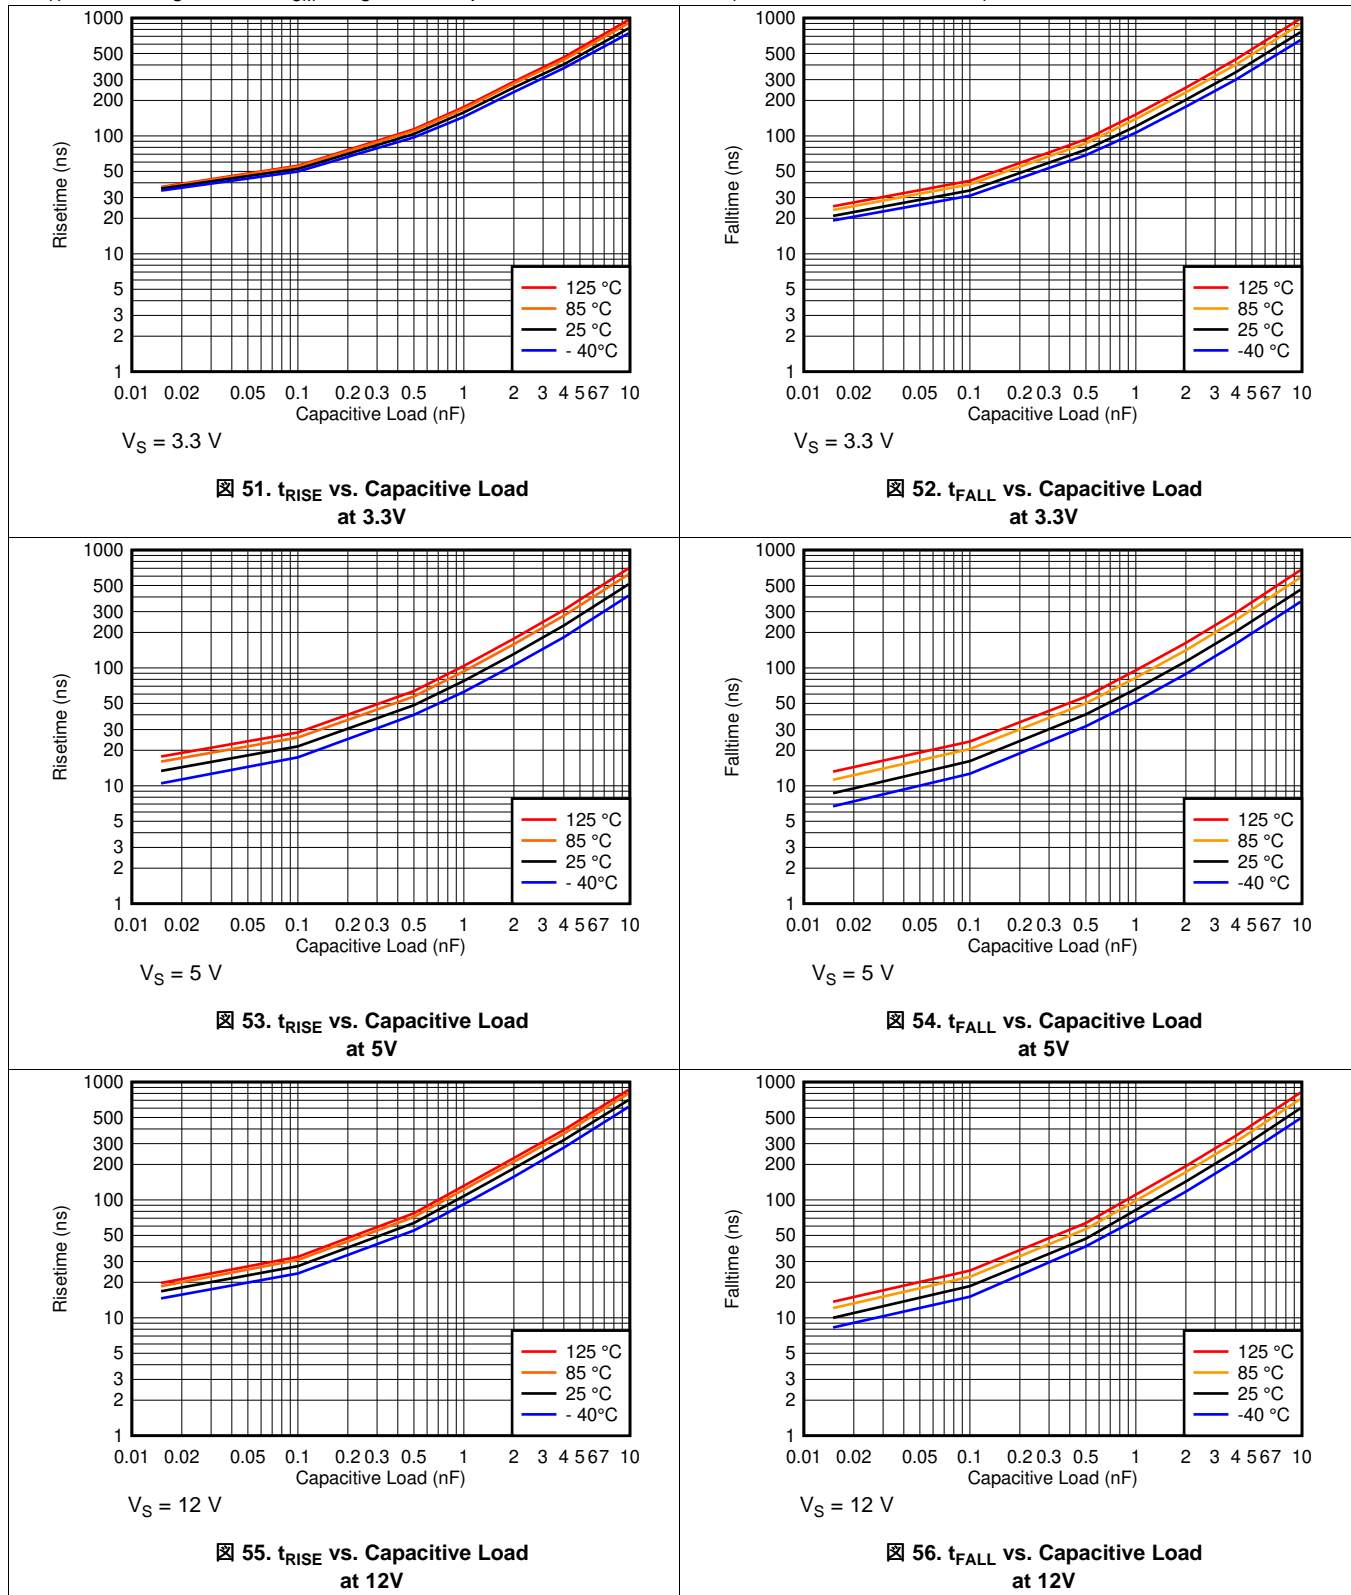 1000
500
300
200
100
50
30
20
10
5
3
2
1
Risetime (ns)
125 °C
85 °C
25 °C
- 40°C
0.01 0.02 0.05 0.1 0.2 0.3 0.5 1 2 3 4 5 6 7 10
Capacitive Load (nF)
VS = 3.3 V
図 51. tRISE vs. Capacitive Load
at 3.3V
1000
500
300
200
100
50
30
20
10
5
3
2
1
Falltime (ns)
125 °C
85 °C
25 °C
-40 °C
0.01 0.02 0.05 0.1 0.2 0.3 0.5 1 2 3 4 5 6 7 10
Capacitive Load (nF)
VS = 3.3 V
図 52. tFALL vs. Capacitive Load
at 3.3V
1000
500
300
200
100
50
30
20
10
5
3
2
1
Risetime (ns)
125 °C
85 °C
25 °C
- 40°C
0.01 0.02 0.05 0.1 0.2 0.3 0.5 1 2 3 4 5 6 7 10
Capacitive Load (nF)
VS = 5 V
図 53. tRISE vs. Capacitive Load
at 5V
1000
500
300
200
100
50
30
20
10
5
3
2
1
Falltime (ns)
125 °C
85 °C
25 °C
-40 °C
0.01 0.02 0.05 0.1 0.2 0.3 0.5 1 2 3 4 5 6 7 10
Capacitive Load (nF)
VS = 5 V
図 54. tFALL vs. Capacitive Load
at 5V
1000
500
300
200
100
50
30
20
10
5
3
2
1
Risetime (ns)
125 °C
85 °C
25 °C
- 40°C
0.01 0.02 0.05 0.1 0.2 0.3 0.5 1 2 3 4 5 6 7 10
Capacitive Load (nF)
VS = 12 V
図 55. tRISE vs. Capacitive Load
at 12V
1000
500
300
200
100
50
30
20
10
5
3
2
1
Falltime (ns)
125 °C
85 °C
25 °C
-40 °C
0.01 0.02 0.05 0.1 0.2 0.3 0.5 1 2 3 4 5 6 7 10
Capacitive Load (nF)
VS = 12 V
図 56. tFALL vs. Capacitive Load
at 12V